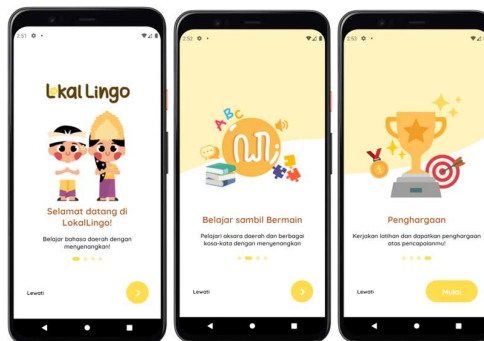 2:51
LokalLingo
Selamat datang di
LokalLingo!
Belajar bahasa daerah dengan
menyenangkan!
Lewati
2:52
ABC
Belajar sambil Bermain
Pelajari aksara daerah dan berbagai
kosa-kata dengan menyenangkan
Lewati
2:53
Penghargaan
Kerjakan latihan dan dapatkan penghargaan
atas pencapaianmu!
Lewati
Mulai